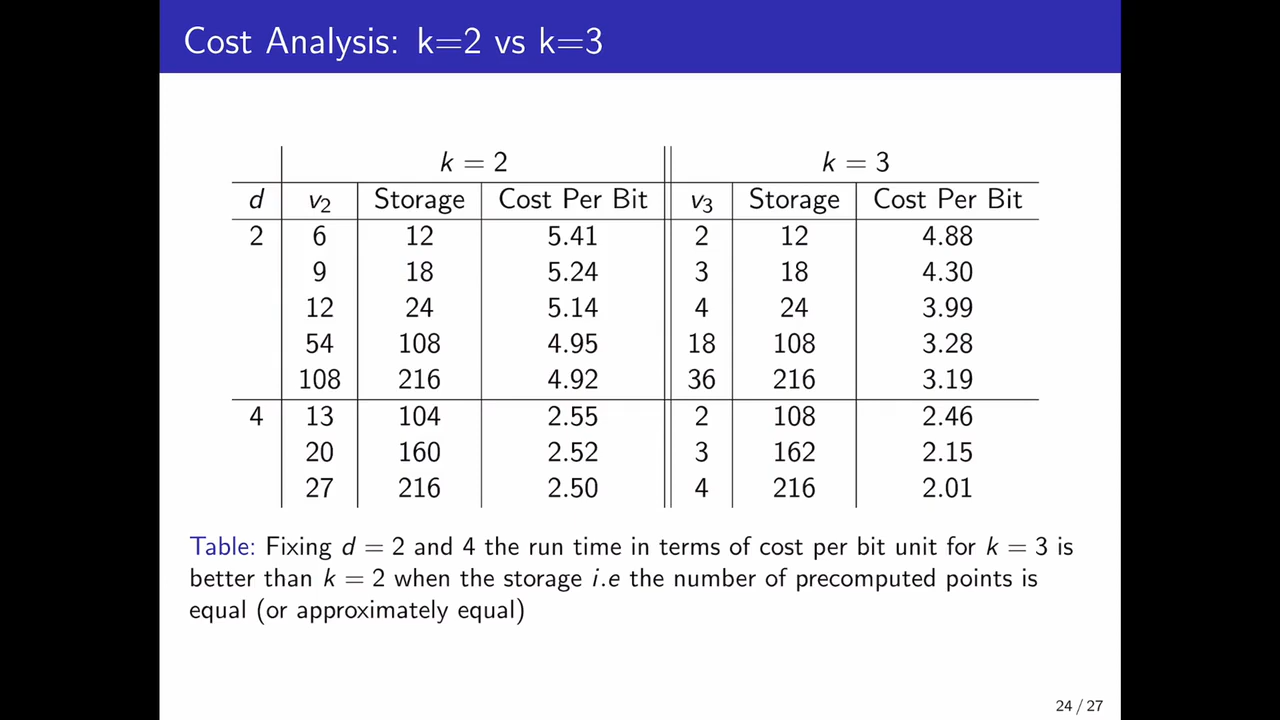 Cost Analysis: k=2 vs k=3
k = 2 k = 3
d v₂ Storage Cost Per Bit v₃ Storage Cost Per Bit
2 6 12 5.41 2 12 4.88
9 18 5.24 3 18 4.30
12 24 5.14 4 24 3.99
54 108 4.95 18 108 3.28
108 216 4.92 36 216 3.19
4 13 104 2.55 2 108 2.46
20 160 2.52 3 162 2.15
27 216 2.50 4 216 2.01
Table: Fixing d = 2 and 4 the run time in terms of cost per bit unit for k = 3 is
better than k = 2 when the storage i.e the number of precomputed points is
equal (or approximately equal)
24 / 27